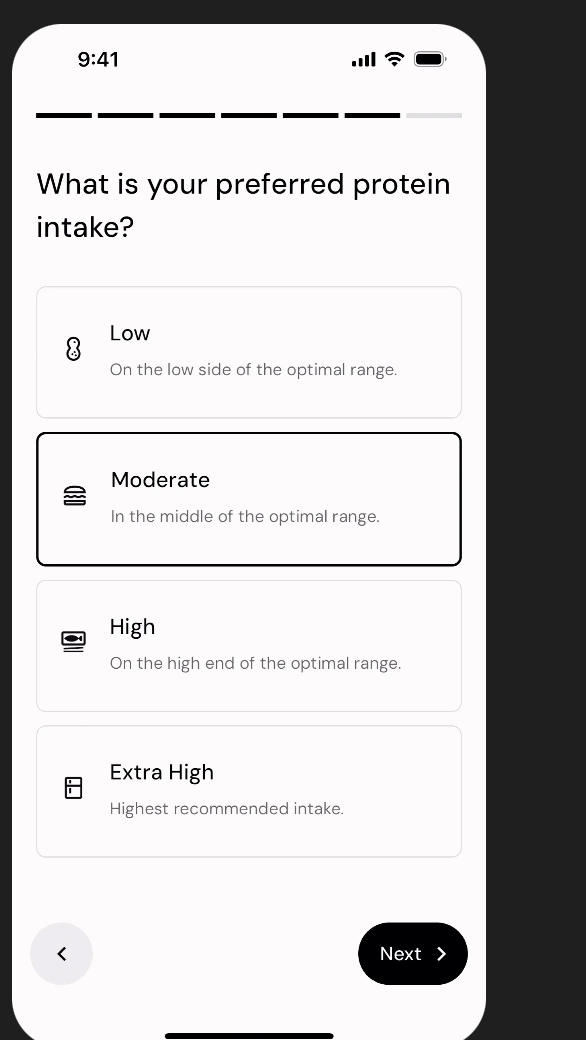 9:41
What is your preferred protein
intake?
Low
On the low side of the optimal range.
Moderate
In the middle of the optimal range.
High
On the high end of the optimal range.
Extra High
Highest recommended intake.
Next